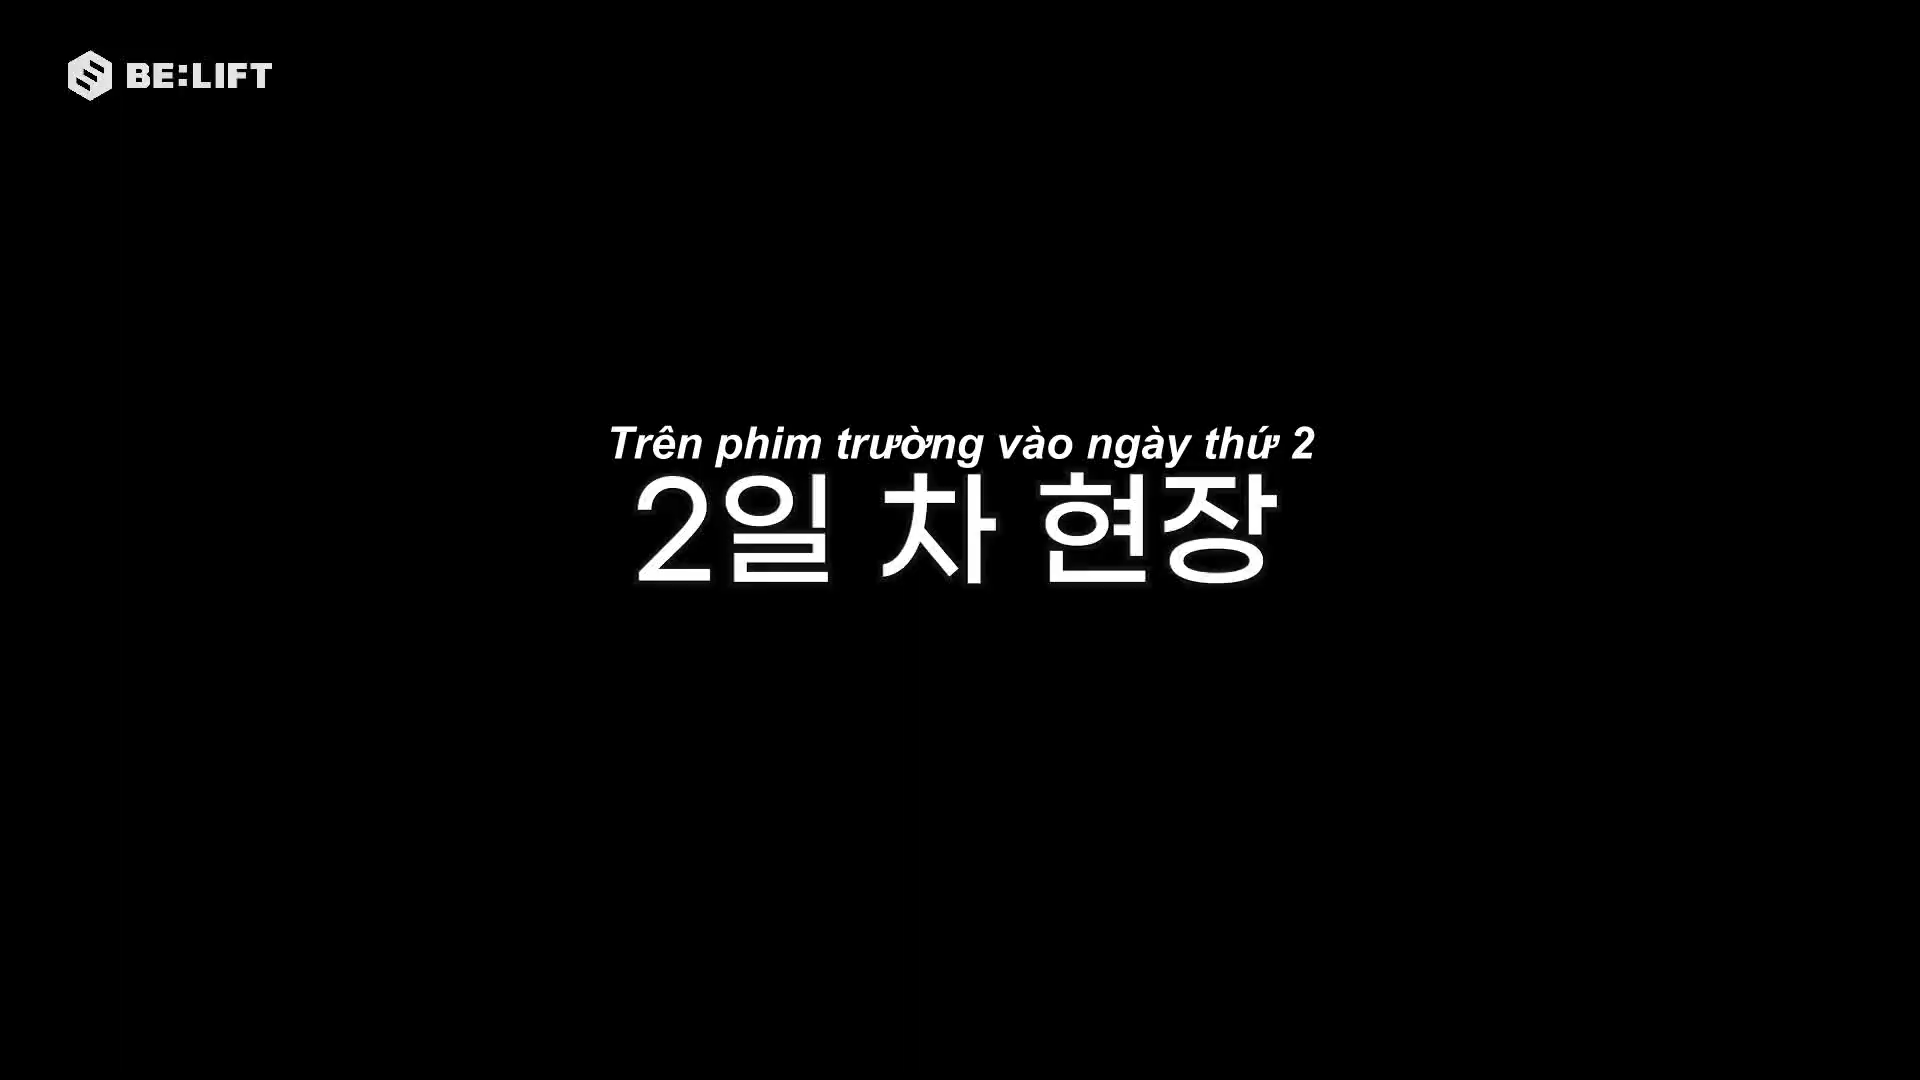 BE:LIFT
Trên phim trường vào ngày thứ 2
2일 차 현장